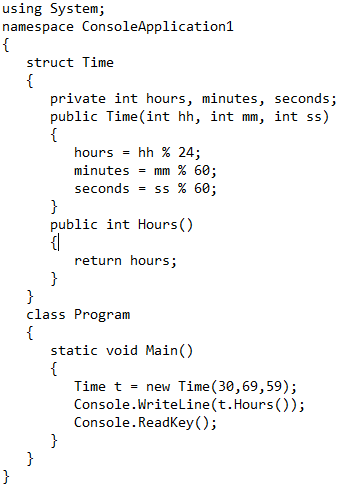 using System;
namespace ConsoleApplication1
{
    struct Time
    {
        private int hours, minutes, seconds;
        public Time(int hh, int mm, int ss)
        {
            hours = hh % 24;
            minutes = mm % 60;
            seconds = ss % 60;
        }
        public int Hours()
        {
            return hours;
        }
    }
    class Program
    {
        static void Main()
        {
            Time t = new Time(30,69,59);
            Console.WriteLine(t.Hours());
            Console.ReadKey();
        }
    }
}